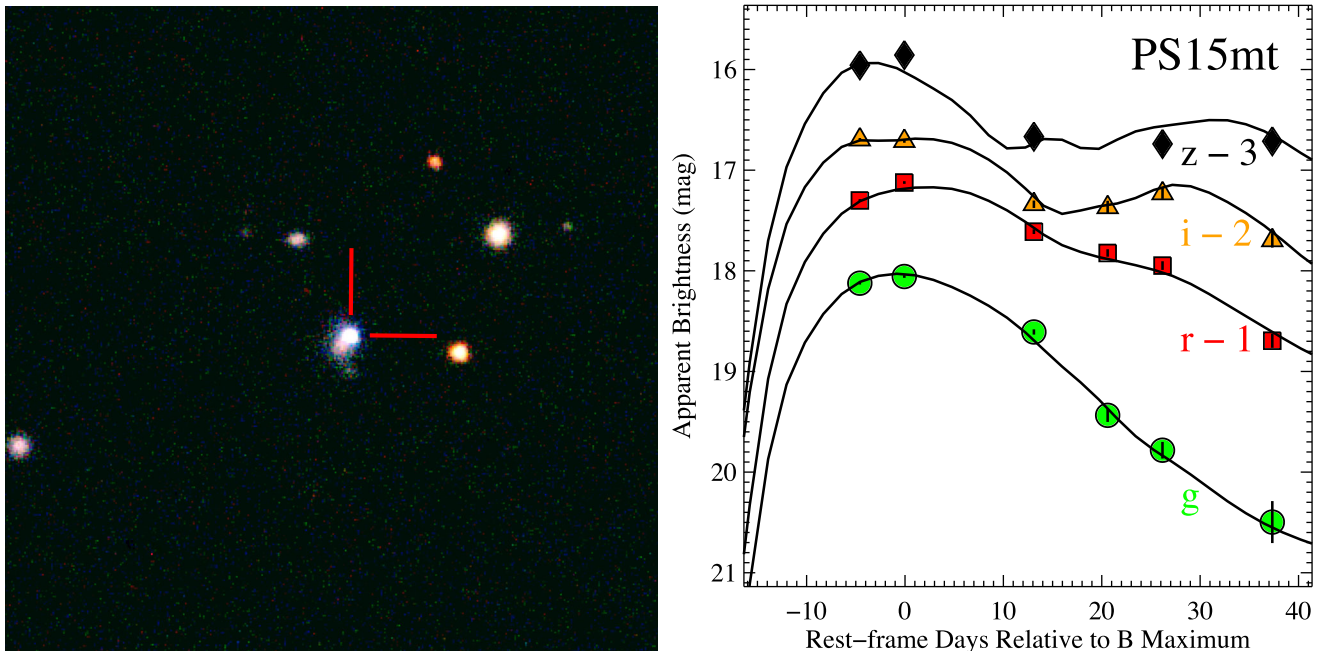 PS15mt
16
17
18
19
20
21
Apparent Brightness (mag)
z − 3
i − 2
r − 1
g
−10 0 10 20 30 40
Rest−frame Days Relative to B Maximum